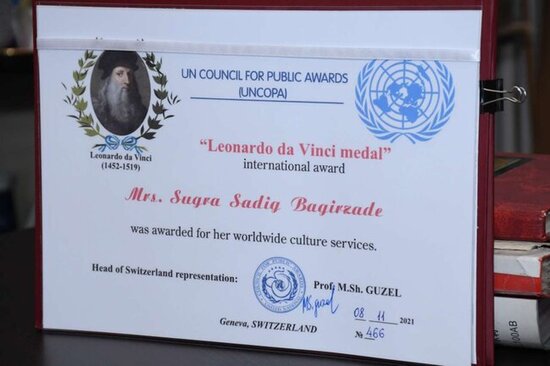 UN COUNCIL FOR PUBLIC AWARDS
(UNCOPA)
Leonardo da Vinci
(1452-1519)
“Leonardo da Vinci medal”
international award
Mrs. Sugra Sadig Bagirzade
was awarded for her worldwide culture services.
Head of Switzerland representation:
Prof. M.Sh. GUZEL
08 11 2021
№ 466
Geneva, SWITZERLAND